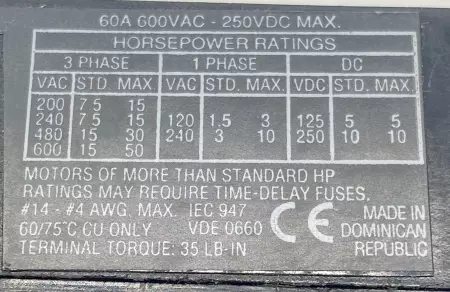 60A 600VAC - 250VDC MAX.
HORSEPOWER RATINGS
3 PHASE 1 PHASE DC
VAC STD. MAX. VAC STD. MAX. VDC STD. MAX.
200 7.5 15
240 7.5 15 120 1.5 3 125 5 5
480 15 30 240 3 10 250 10 10
600 15 50
MOTORS OF MORE THAN STANDARD HP
RATINGS MAY REQUIRE TIME-DELAY FUSES.
#14 - #4 AWG. MAX. IEC 947 CE MADE IN
60/75°C CU ONLY VDE 0660 DOMINICAN
TERMINAL TORQUE: 35 LB-IN REPUBLIC